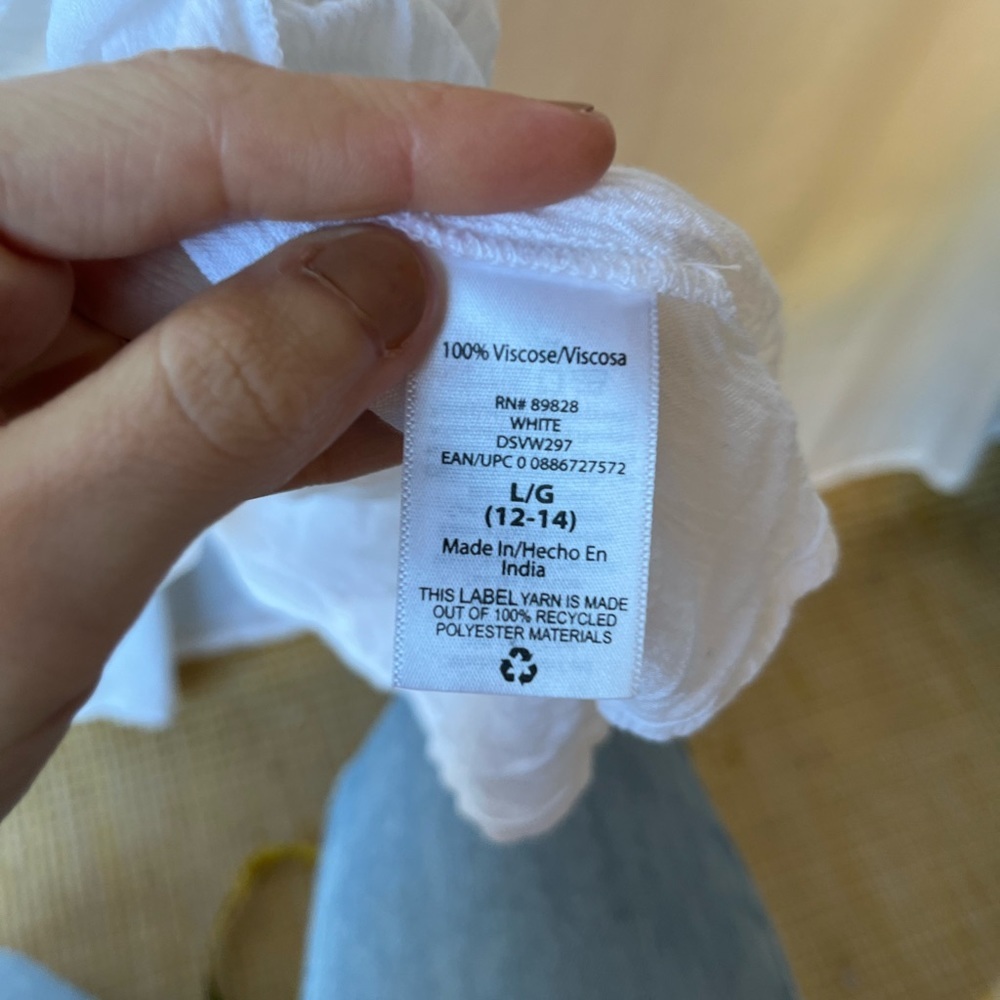 100% Viscose/Viscosa
RN# 89828
WHITE
DSVW297
EAN/UPC 0 0886727572
L/G
(12-14)
Made In/Hecho En
India
THIS LABEL YARN IS MADE
OUT OF 100% RECYCLED
POLYESTER MATERIALS